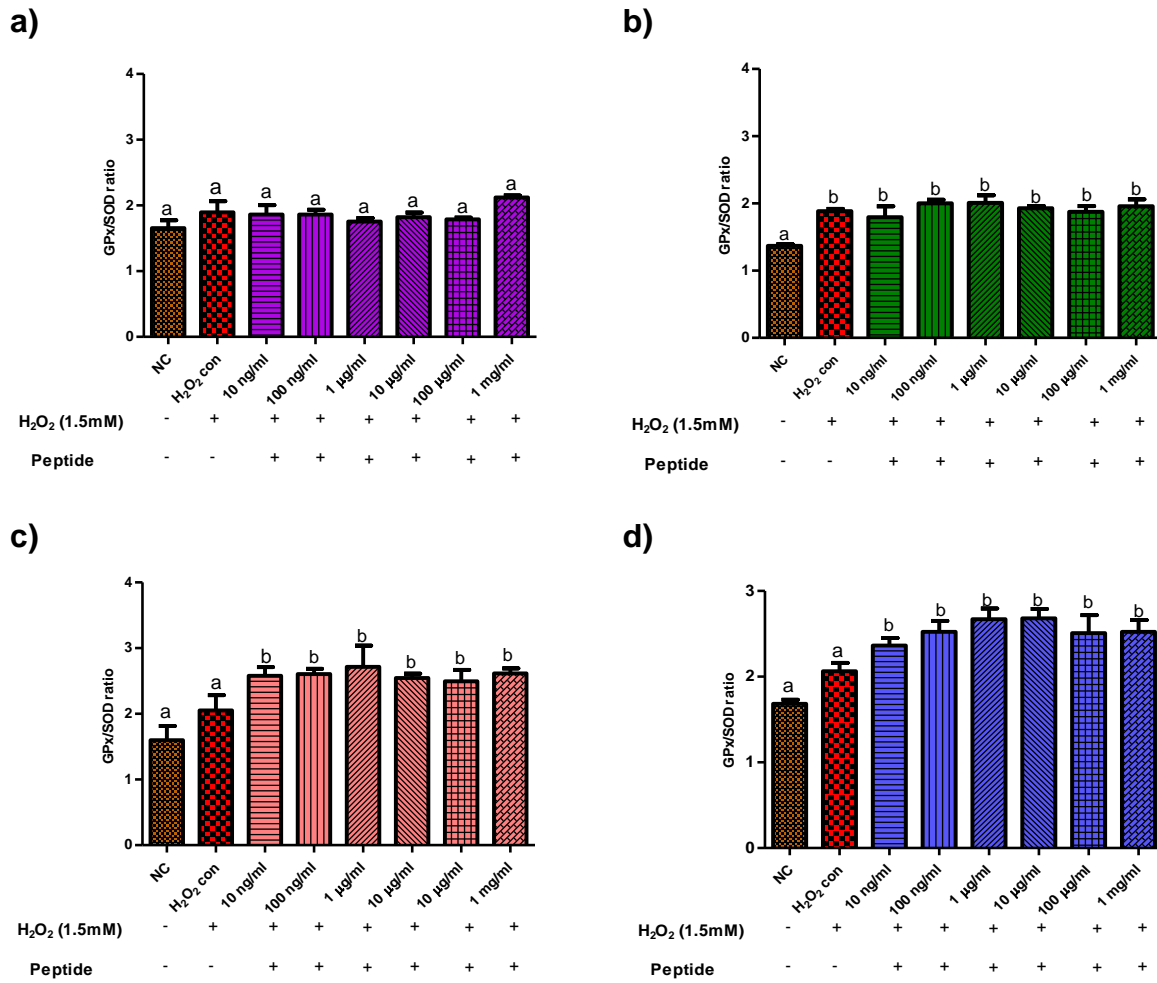 a)
GPx/SOD ratio
4
3
2
1
0
a a a a a a a a
NC H₂O₂ con 10 ng/ml 100 ng/ml 1 µg/ml 10 µg/ml 100 µg/ml 1 mg/ml
H₂O₂ (1.5mM) - + + + + + + +
Peptide - - + + + + + +
b)
GPx/SOD ratio
4
3
2
1
0
a b b b b b b b
NC H₂O₂ con 10 ng/ml 100 ng/ml 1 µg/ml 10 µg/ml 100 µg/ml 1 mg/ml
H₂O₂ (1.5mM) - + + + + + + +
Peptide - - + + + + + +
c)
GPx/SOD ratio
4
3
2
1
0
a a b b b b b b
NC H₂O₂ con 10 ng/ml 100 ng/ml 1 µg/ml 10 µg/ml 10 µg/ml 1 mg/ml
H₂O₂ (1.5mM) - + + + + + + +
Peptide - - + + + + + +
d)
GPx/SOD ratio
3
2
1
0
a a b b b b b b
NC H₂O₂ con 10 ng/ml 100 ng/ml 1 µg/ml 10 µg/ml 100 µg/ml 1 mg/ml
H₂O₂ (1.5mM) - + + + + + + +
Peptide - - + + + + + +